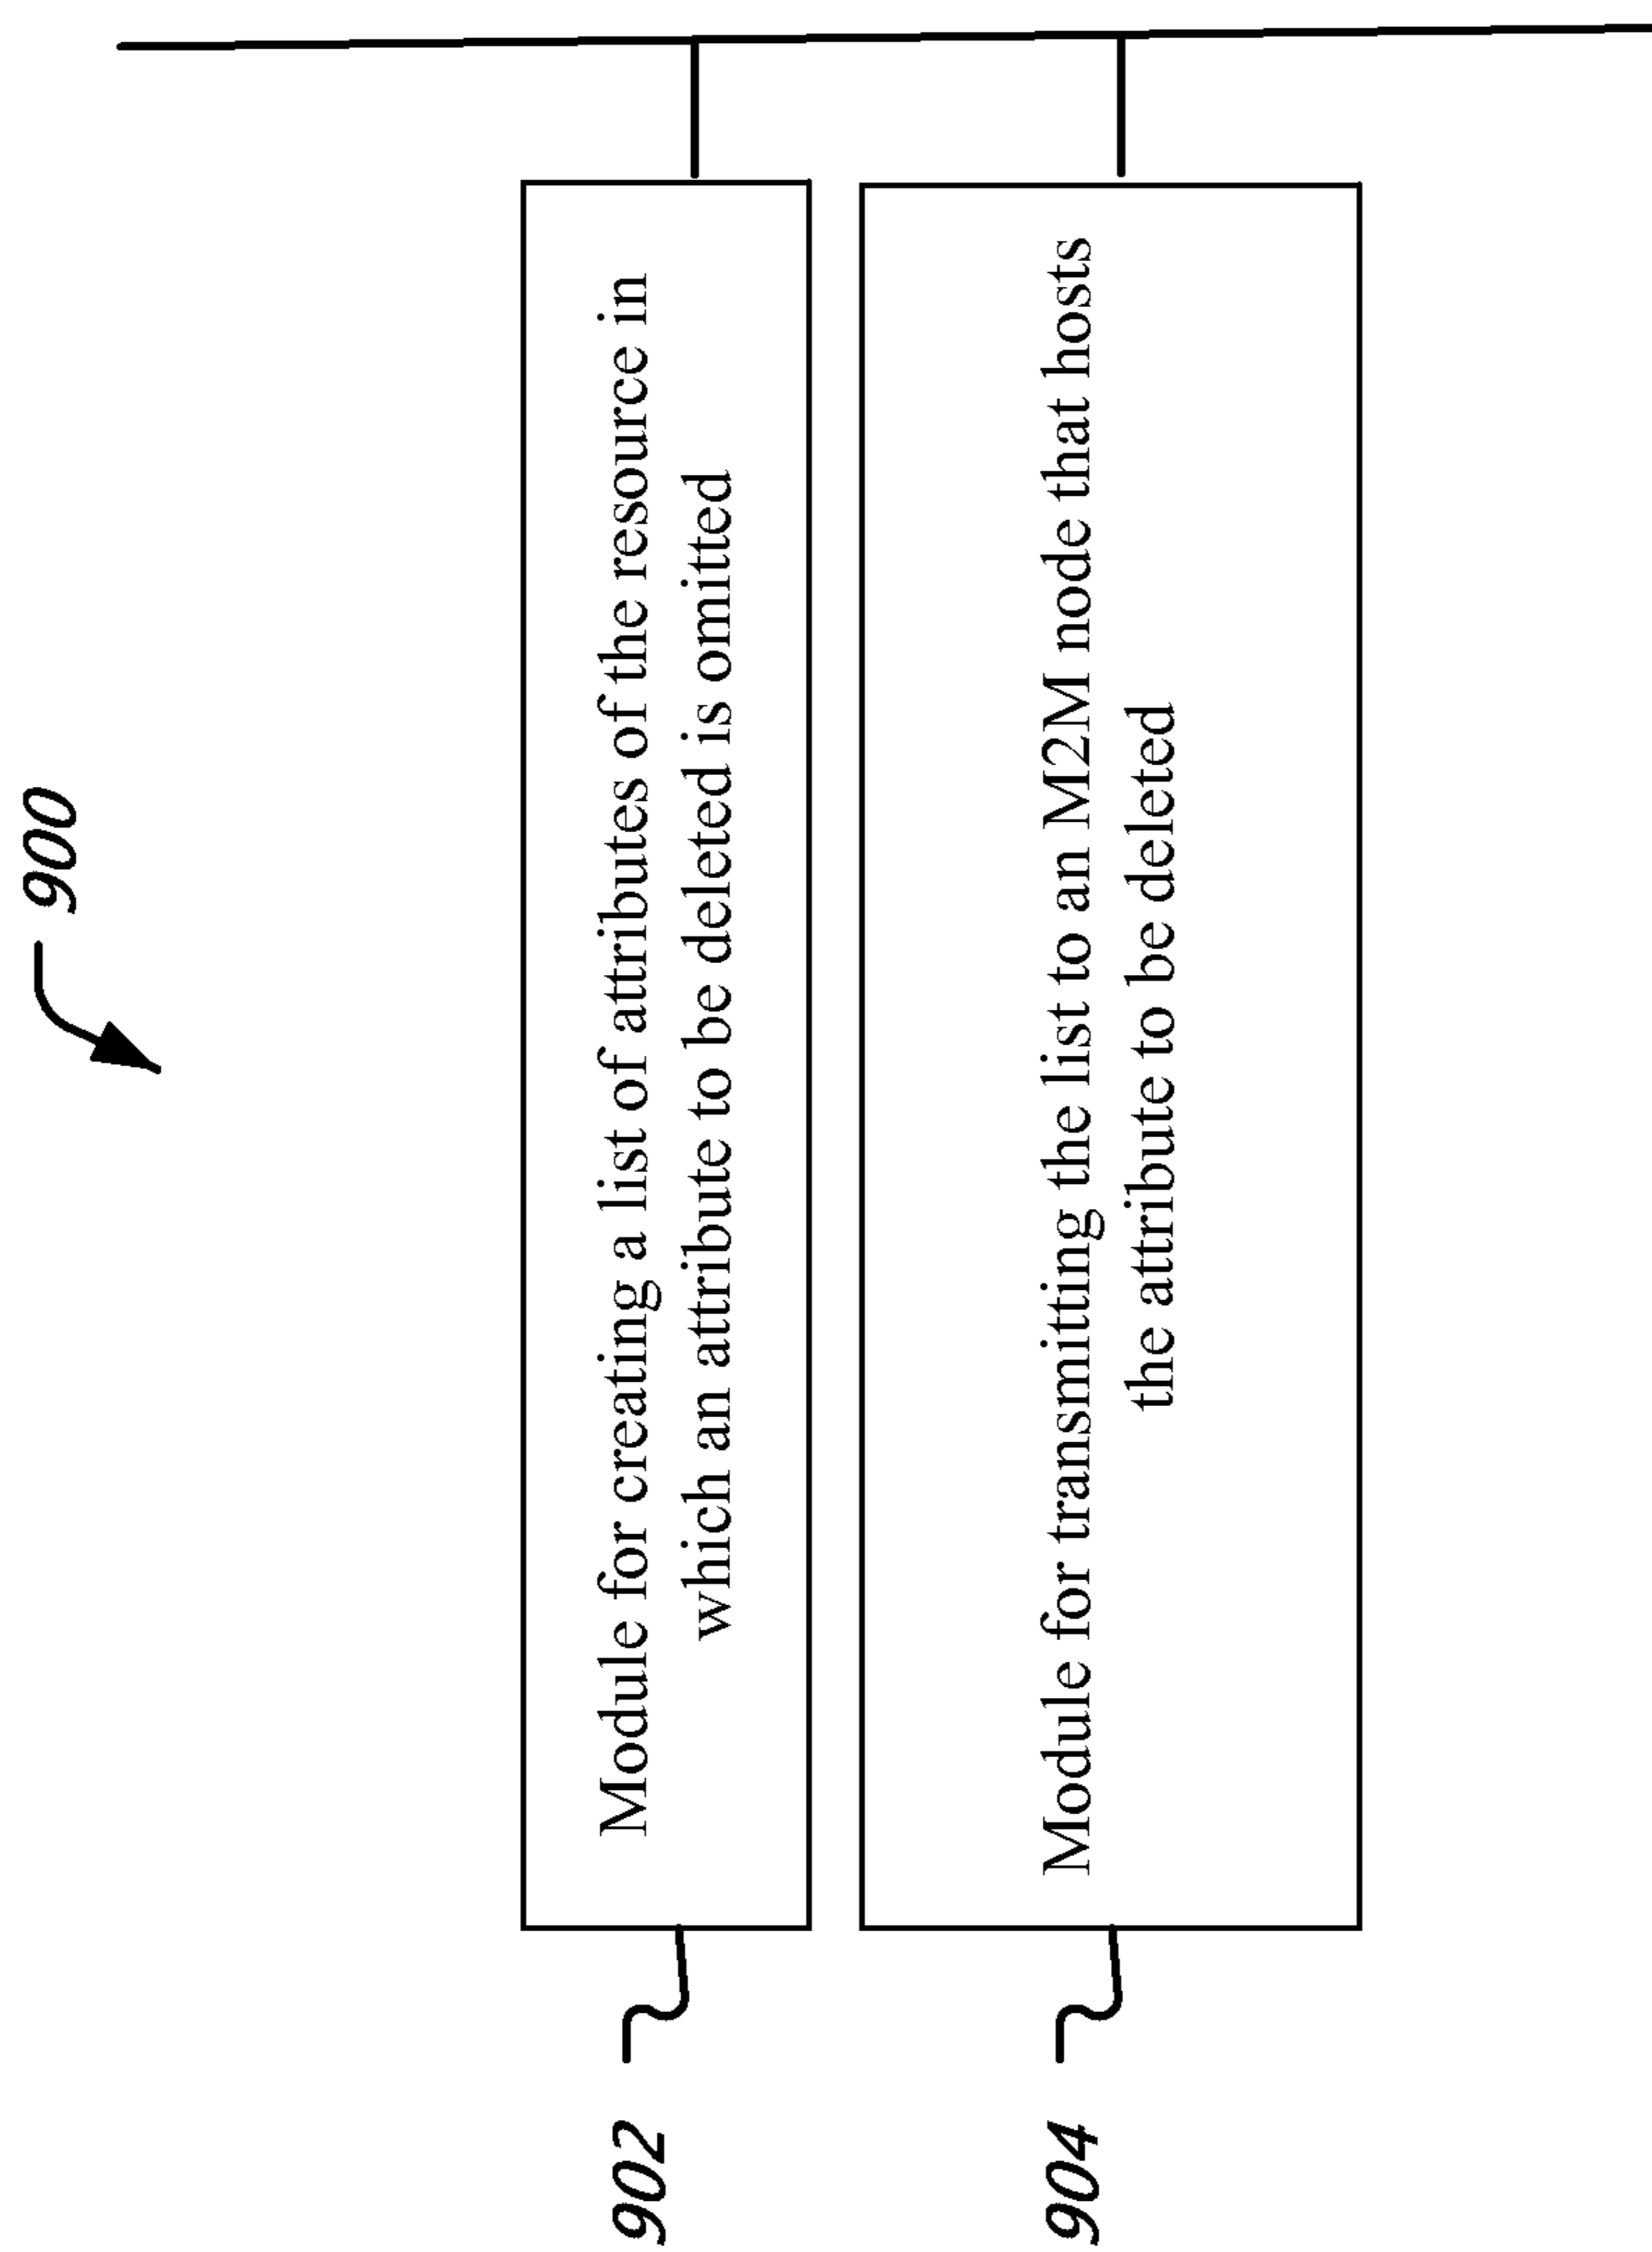 900
902
Module for creating a list of attributes of the resource in
which an attribute to be deleted is omitted
904
Module for transmitting the list to an M2M node that hosts
the attribute to be deleted